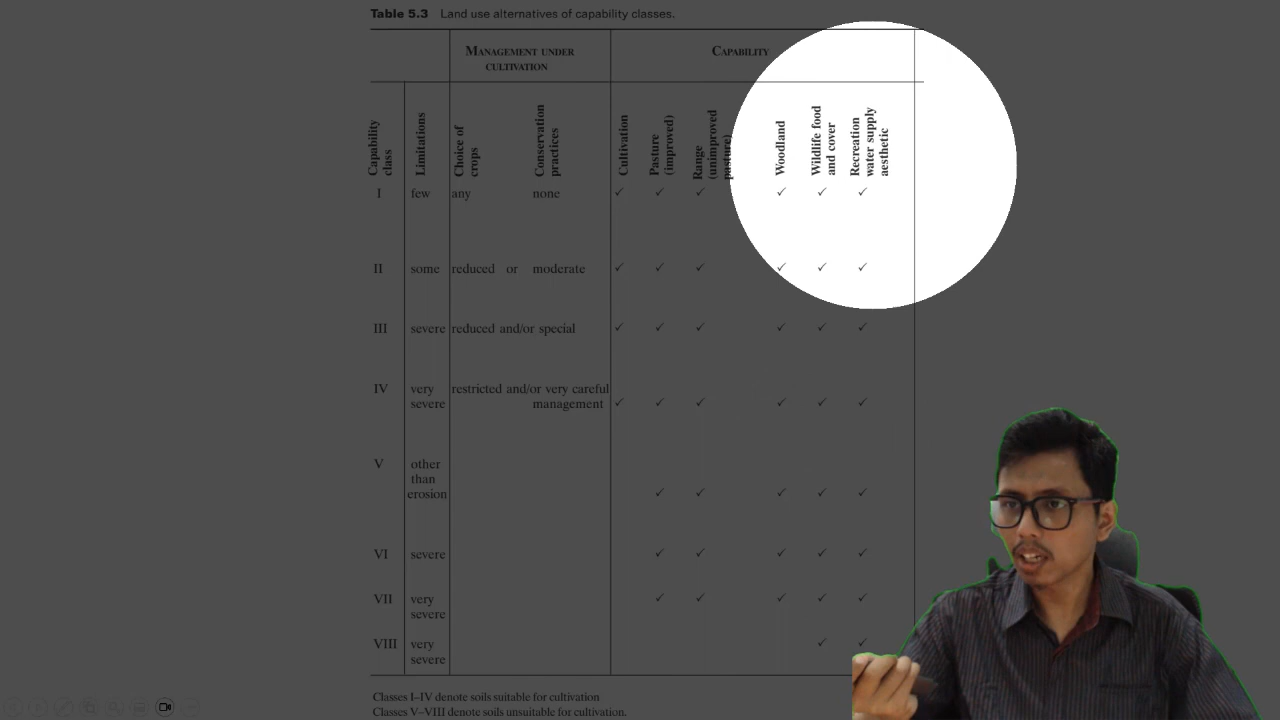 Table 5.3 Land use alternatives of capability classes.
MANAGEMENT UNDER CULTIVATION
CAPABILITY
Capability class
Limitations
Choice of crops
Conservation practices
Cultivation
Pasture (improved)
Range (unimproved pasture)
Woodland
Wildlife food and cover
Recreation water supply aesthetic
I few any none ✓ ✓ ✓ ✓ ✓ ✓
II some reduced or moderate ✓ ✓ ✓ ✓ ✓ ✓
III severe reduced and/or special ✓ ✓ ✓ ✓ ✓ ✓
IV very restricted and/or very careful
severe management ✓ ✓ ✓ ✓ ✓ ✓
V other
than
erosion ✓ ✓ ✓ ✓ ✓
VI severe ✓ ✓ ✓ ✓ ✓
VII very ✓ ✓ ✓ ✓ ✓
severe
VIII very ✓ ✓
severe
Classes I–IV denote soils suitable for cultivation
Classes V–VIII denote soils unsuitable for cultivation.